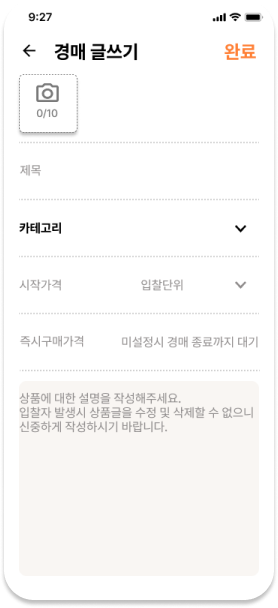 9:27
경매 글쓰기 완료
0/10
제목
카테고리
시작가격 입찰단위
즉시구매가격 미설정시 경매 종료까지 대기
상품에 대한 설명을 작성해주세요.
입찰자 발생시 상품글을 수정 및 삭제할 수 없으니
신중하게 작성하시기 바랍니다.